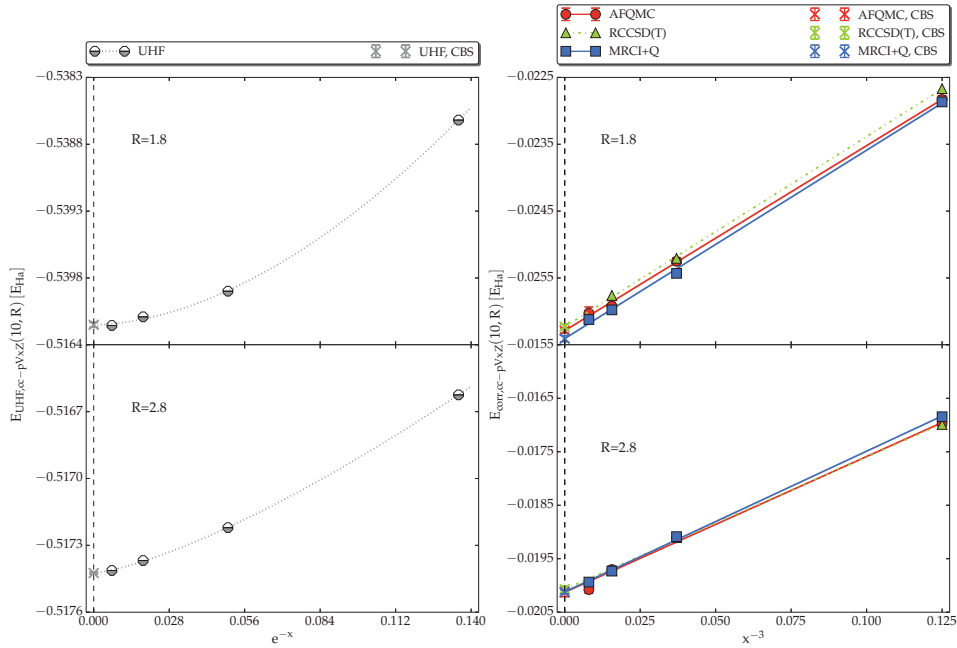 UHF
UHF, CBS
−0.5383
−0.5388
−0.5393
−0.5398
−0.5164
−0.5167
−0.5170
−0.5173
−0.5176
R=1.8
R=2.8
E_UHF,cc−pVxZ(10, R) [E_Ha]
0.000 0.028 0.056 0.084 0.112 0.140
e^−x
AFQMC
RCCSD(T)
MRCI+Q
AFQMC, CBS
RCCSD(T), CBS
MRCI+Q, CBS
−0.0225
−0.0235
−0.0245
−0.0255
−0.0155
−0.0165
−0.0175
−0.0185
−0.0195
−0.0205
R=1.8
R=2.8
E_corr,cc−pVxZ(10, R) [E_Ha]
0.000 0.025 0.050 0.075 0.100 0.125
x^−3